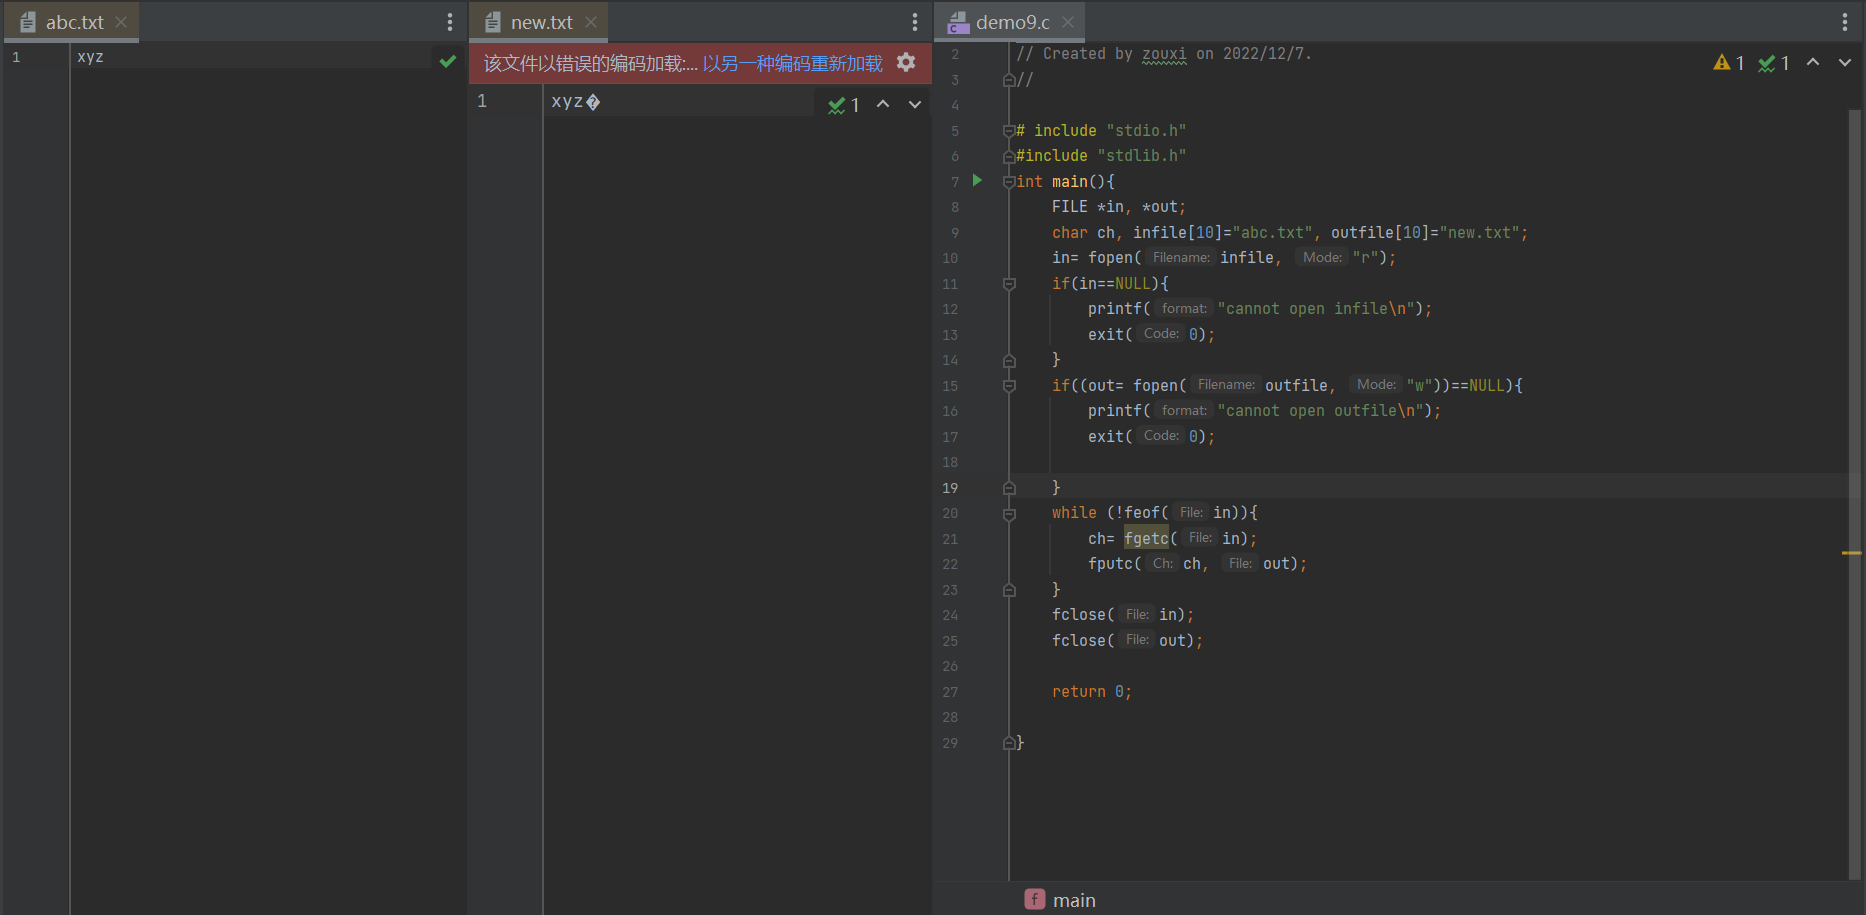 abc.txt
1 xyz
new.txt
该文件以错误的编码加载:... 以另一种编码重新加载
1 xyz�
1
demo9.c
1 1
2 // Created by zouxi on 2022/12/7.
3 //
4
5 # include "stdio.h"
6 #include "stdlib.h"
7 int main(){
8 FILE *in, *out;
9 char ch, infile[10]="abc.txt", outfile[10]="new.txt";
10 in= fopen( Filename: infile, Mode: "r");
11 if(in==NULL){
12 printf( format: "cannot open infile\n");
13 exit( Code: 0);
14 }
15 if((out= fopen( Filename: outfile, Mode: "w"))==NULL){
16 printf( format: "cannot open outfile\n");
17 exit( Code: 0);
18
19 }
20 while (!feof( File: in)){
21 ch= fgetc( File: in);
22 fputc( Ch: ch, File: out);
23 }
24 fclose( File: in);
25 fclose( File: out);
26
27 return 0;
28
29 }
f main